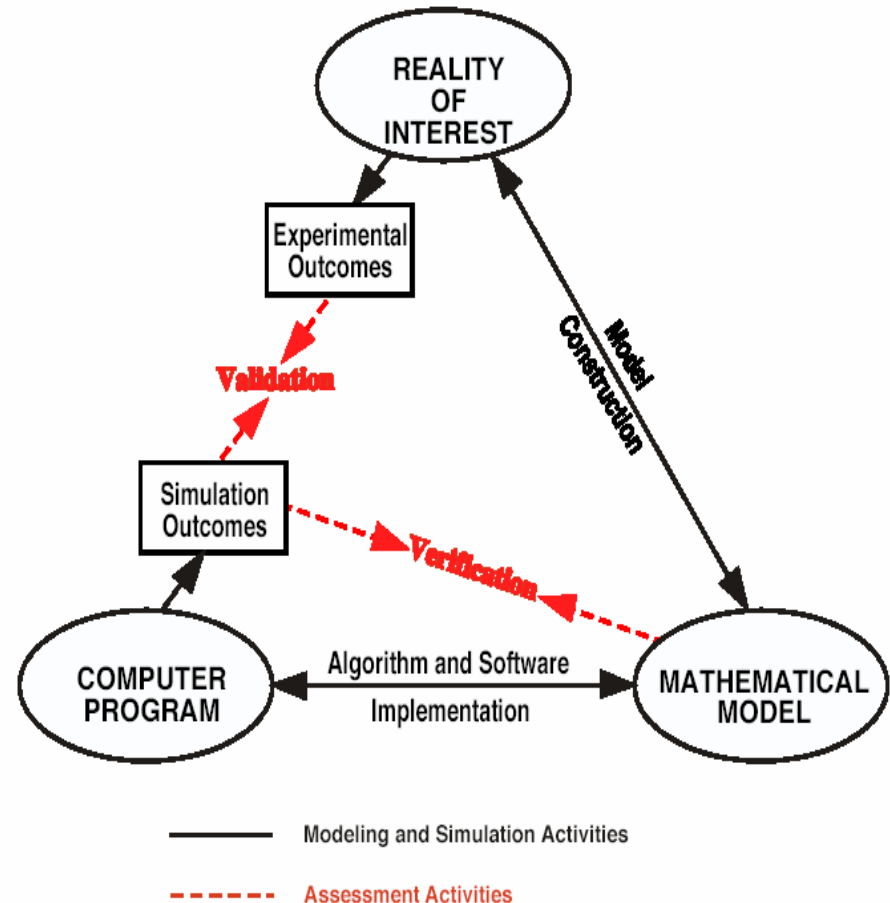 REALITY
OF
INTEREST
Experimental
Outcomes
Model
Construction
Validation
Simulation
Outcomes
Verification
COMPUTER
PROGRAM
Algorithm and Software
Implementation
MATHEMATICAL
MODEL
Modeling and Simulation Activities
Assessment Activities